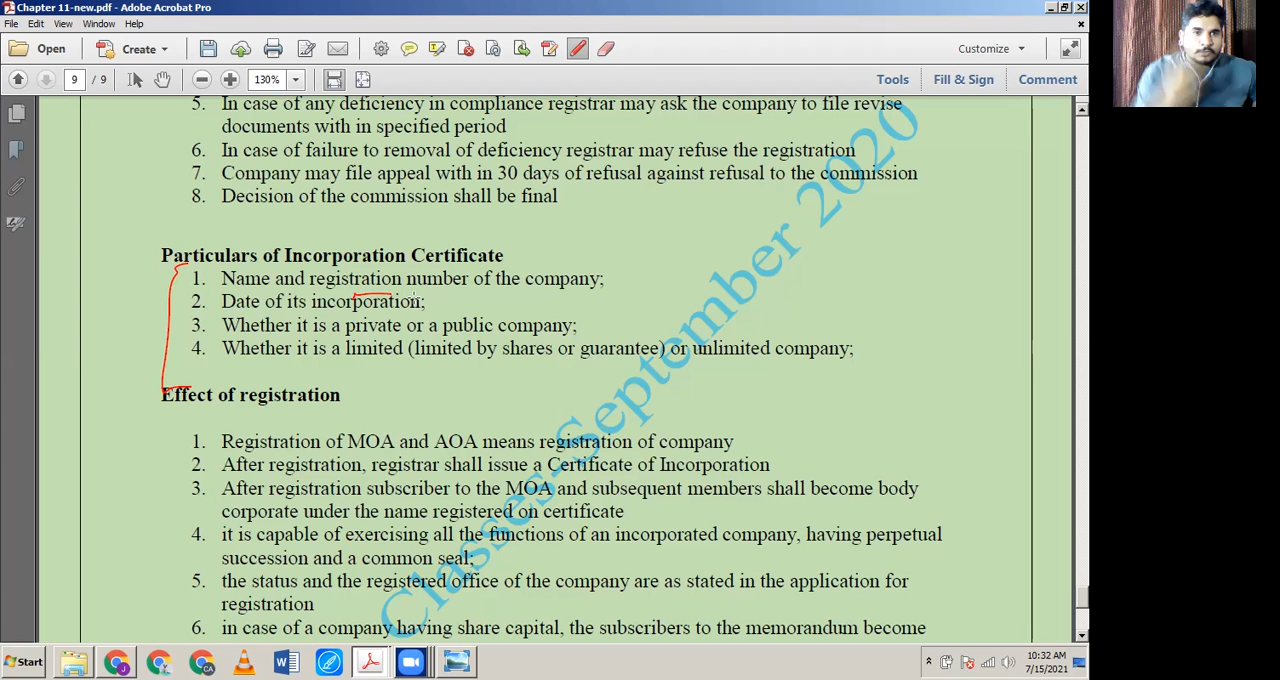 Chapter 11-new.pdf - Adobe Acrobat Pro
File Edit View Window Help
Open Create Customize
9 / 9 130% Tools Fill & Sign Comment
5. In case of any deficiency in compliance registrar may ask the company to file revise
documents with in specified period
6. In case of failure to removal of deficiency registrar may refuse the registration
7. Company may file appeal with in 30 days of refusal against refusal to the commission
8. Decision of the commission shall be final
Particulars of Incorporation Certificate
1. Name and registration number of the company;
2. Date of its incorporation;
3. Whether it is a private or a public company;
4. Whether it is a limited (limited by shares or guarantee) or unlimited company;
Effect of registration
1. Registration of MOA and AOA means registration of company
2. After registration, registrar shall issue a Certificate of Incorporation
3. After registration subscriber to the MOA and subsequent members shall become body
corporate under the name registered on certificate
4. it is capable of exercising all the functions of an incorporated company, having perpetual
succession and a common seal;
5. the status and the registered office of the company are as stated in the application for
registration
6. in case of a company having share capital, the subscribers to the memorandum become
Classes-September 2020
Start 10:32 AM
7/15/2021